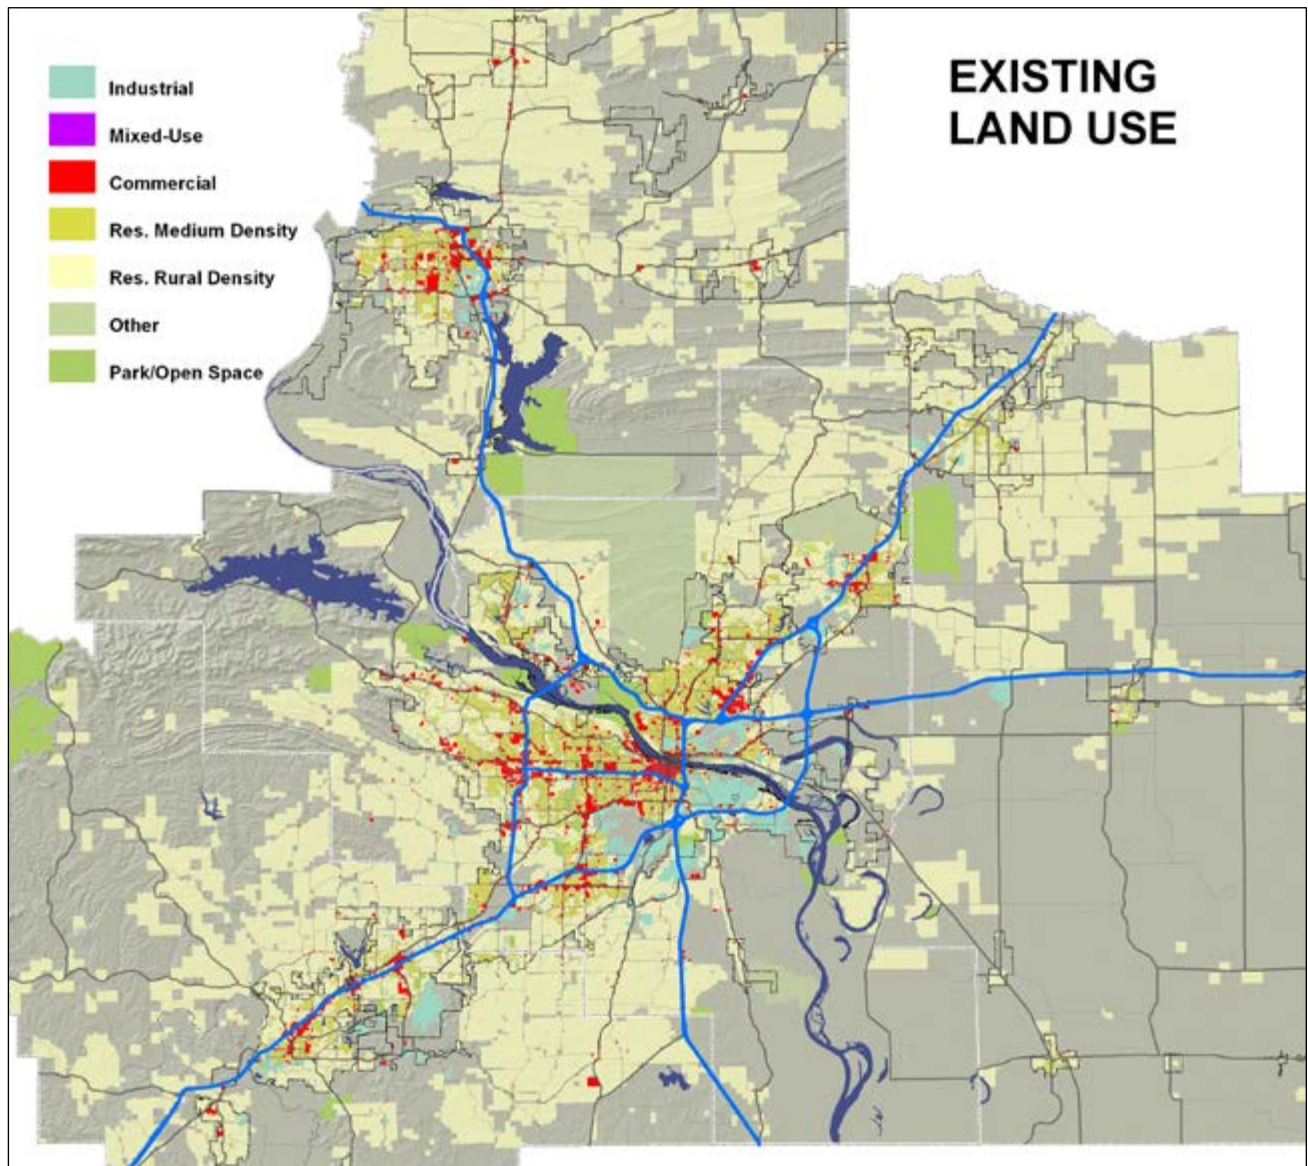 EXISTING
LAND USE
Industrial
Mixed-Use
Commercial
Res. Medium Density
Res. Rural Density
Other
Park/Open Space